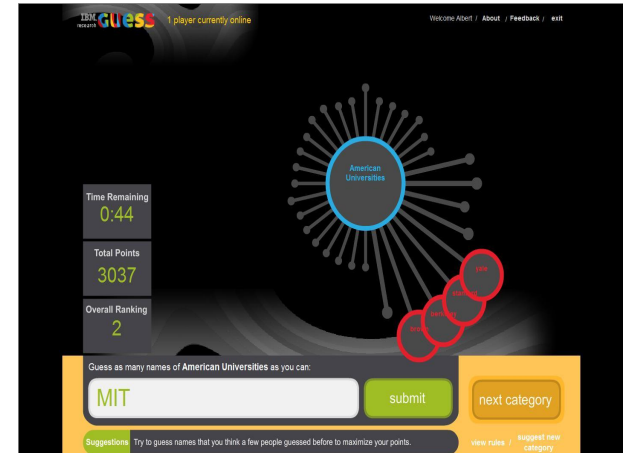 IBM. GUESS
research
1 player currently online
Welcome Albert / About / Feedback / exit
American
Universities
Time Remaining
0:44
Total Points
3037
Overall Ranking
2
yale
stanford
berkeley
Guess as many names of American Universities as you can:
MIT
submit
next category
Suggestions Try to guess names that you think a few people guessed before to maximize your points.
view rules / suggest new
category